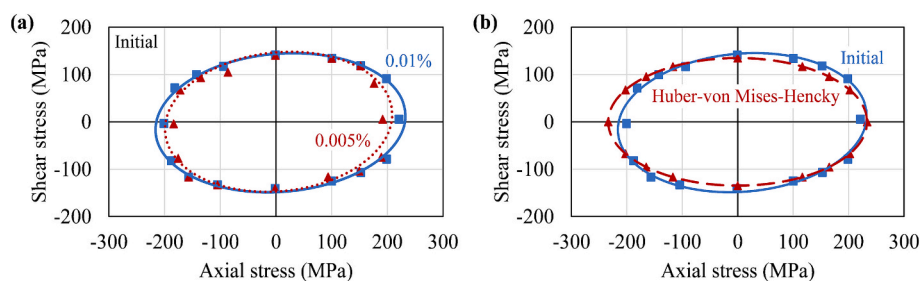 (a)
Initial
0.01%
0.005%
Shear stress (MPa)
200
100
0
-100
-200
-300 -200 -100 0 100 200 300
Axial stress (MPa)
(b)
Initial
Huber-von Mises-Hencky
Shear stress (MPa)
200
100
0
-100
-200
-300 -200 -100 0 100 200 300
Axial stress (MPa)